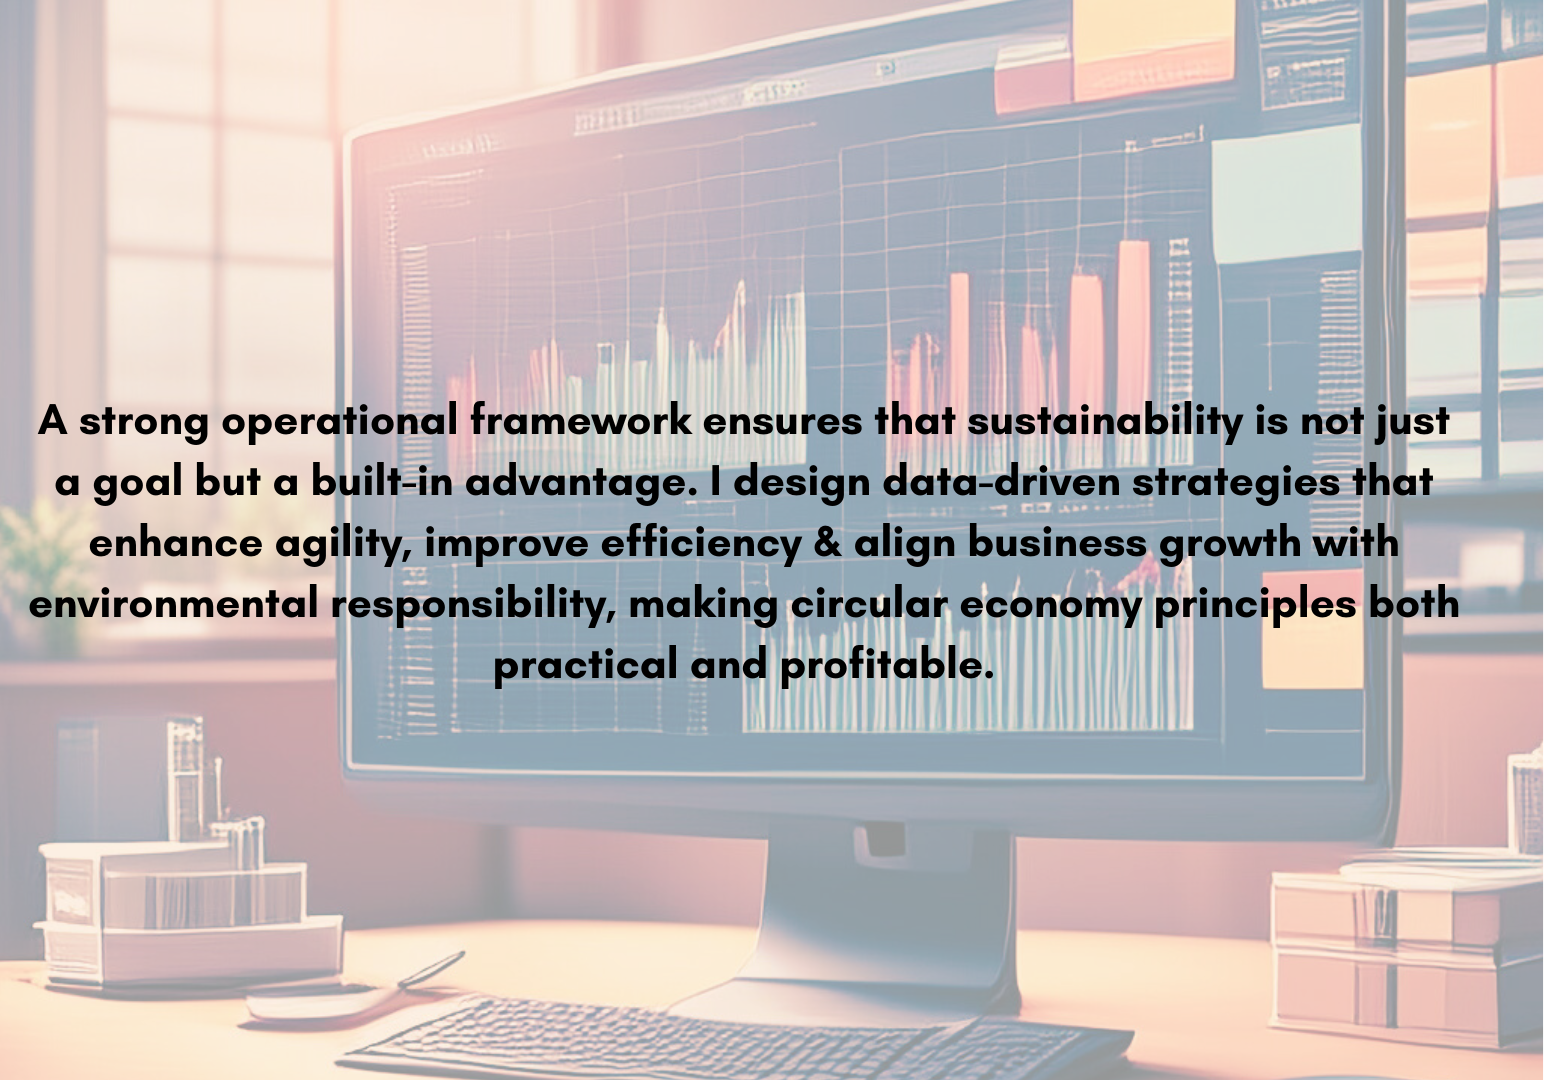 A strong operational framework ensures that sustainability is not just
a goal but a built-in advantage. I design data-driven strategies that
enhance agility, improve efficiency & align business growth with
environmental responsibility, making circular economy principles both
practical and profitable.